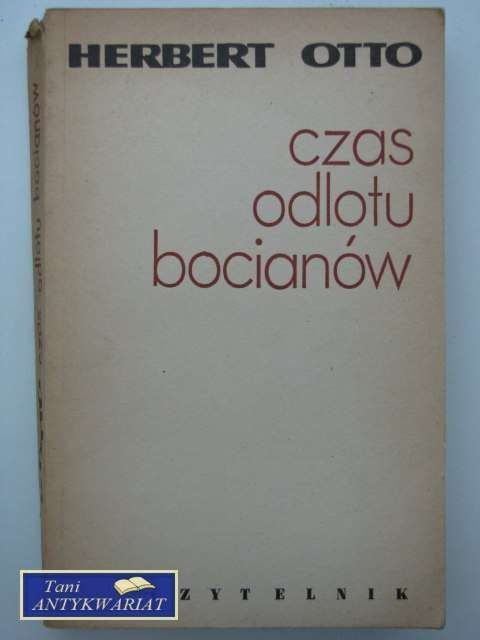 HERBERT OTTO
czas
odlotu
bocianów
czas odlotu bocianów
ZYTELNIK
Tani
ANTYKWARIAT